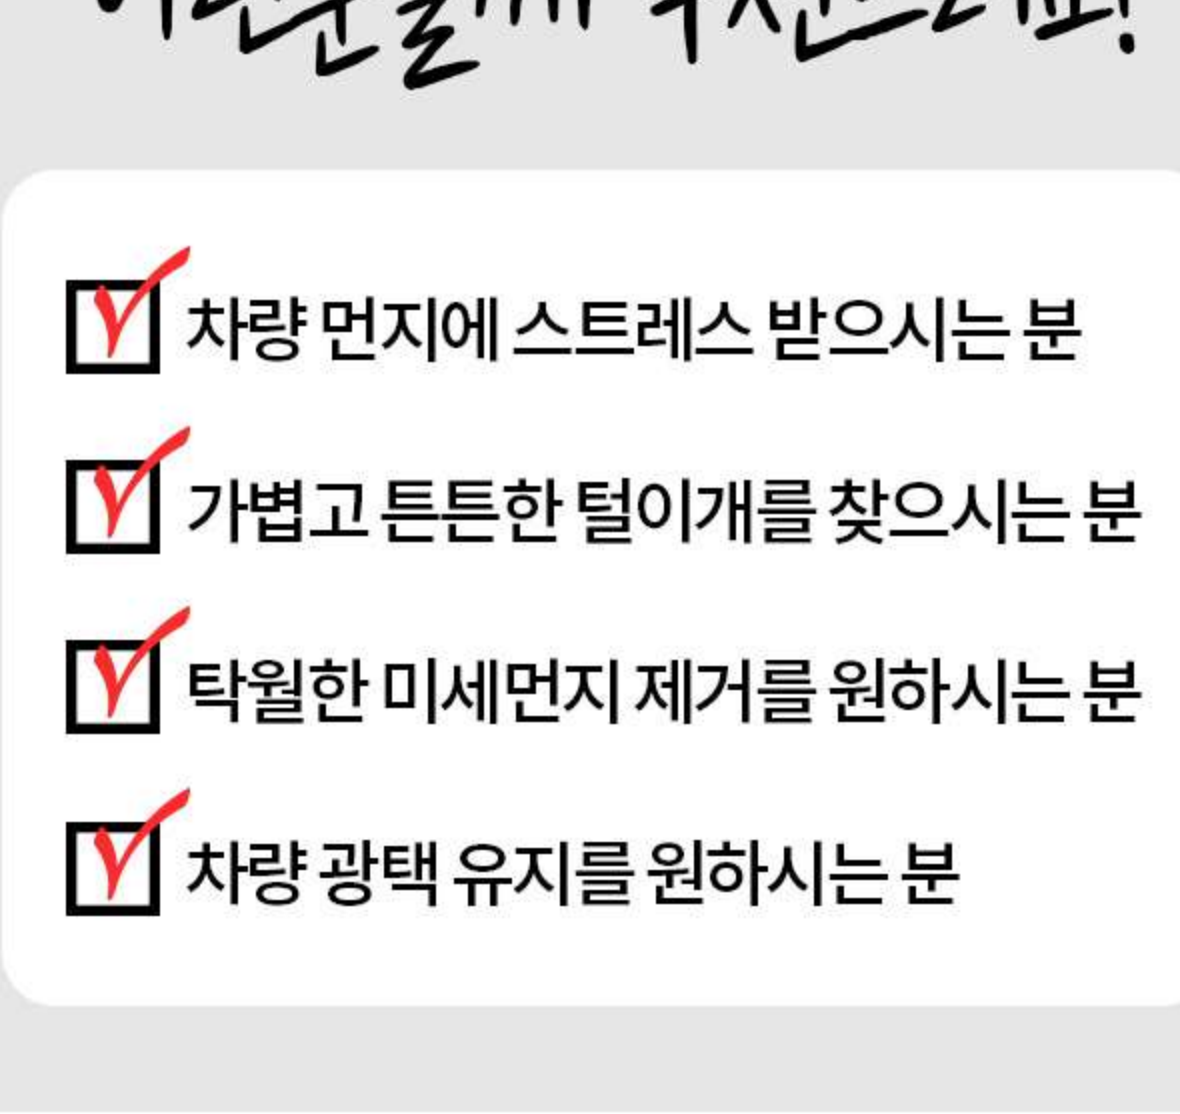 차량 먼지에 스트레스 받으시는 분
가볍고 튼튼한 털이개를 찾으시는 분
탁월한 미세먼지 제거를 원하시는 분
차량 광택 유지를 원하시는 분